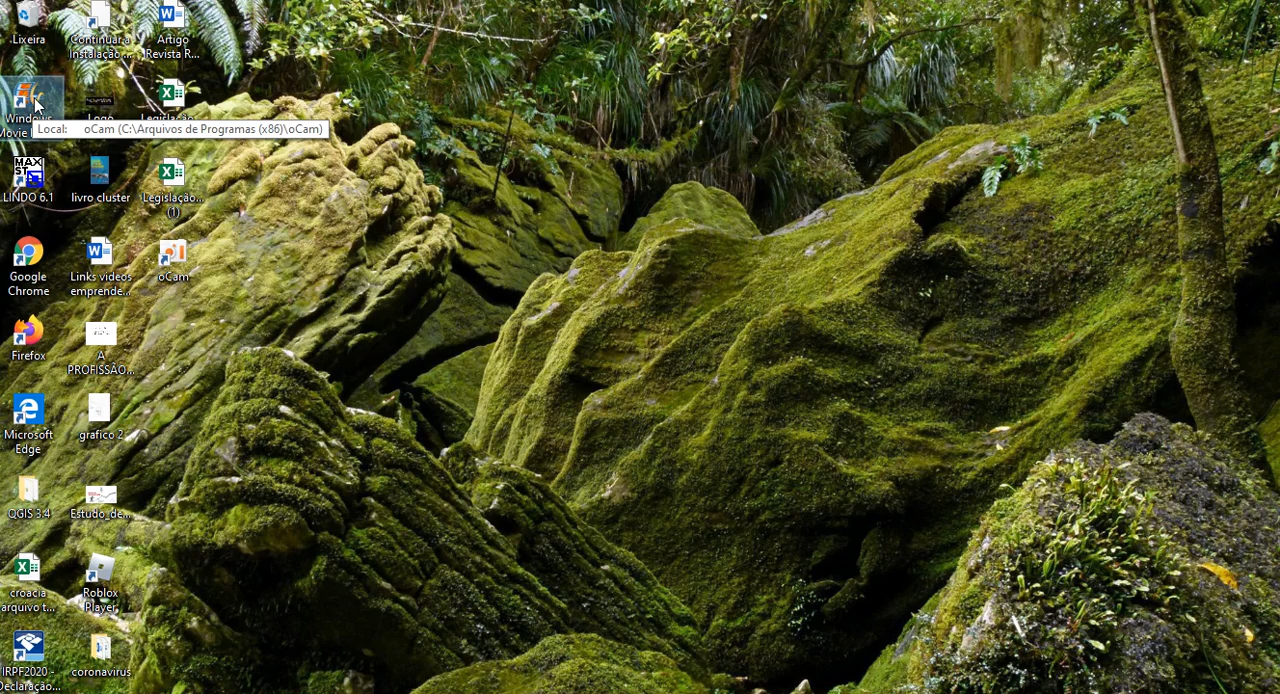 Lixeira
Continuar a
Instalação ...
Artigo
Revista R...
Windows
Movie
Logo
Legislação
Local: oCam (C:\Arquivos de Programas (x86)\oCam)
MAX
ST
LINDO 6.1
livro cluster
Legislação...
(1)
Google
Chrome
Links videos
emprende...
oCam
Firefox
A
PROFISSÃO...
Microsoft
Edge
grafico 2
QGIS 3.4
Estudo_de...
croacia
arquivo t...
Roblox
Player
IRPF2020 -
Declaração...
coronavirus